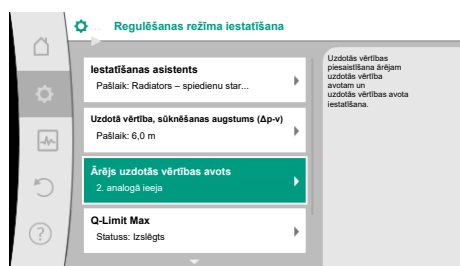 Regulēšanas režīma iestatīšana
Iestatīšanas asistents
Pašlaik: Radiators – spiedienu star...
Uzdotā vērtība, sūknēšanas augstums (Δp-v)
Pašlaik: 6,0 m
Ārējs uzdotās vērtības avots
2. analogā ieeja
Q-Limit Max
Statuss: Izslēgts
Uzdotās vērtības
piesaistīšana ārējam
uzdotās vērtība
avotam un
uzdotās vērtības avota
iestatīšana.